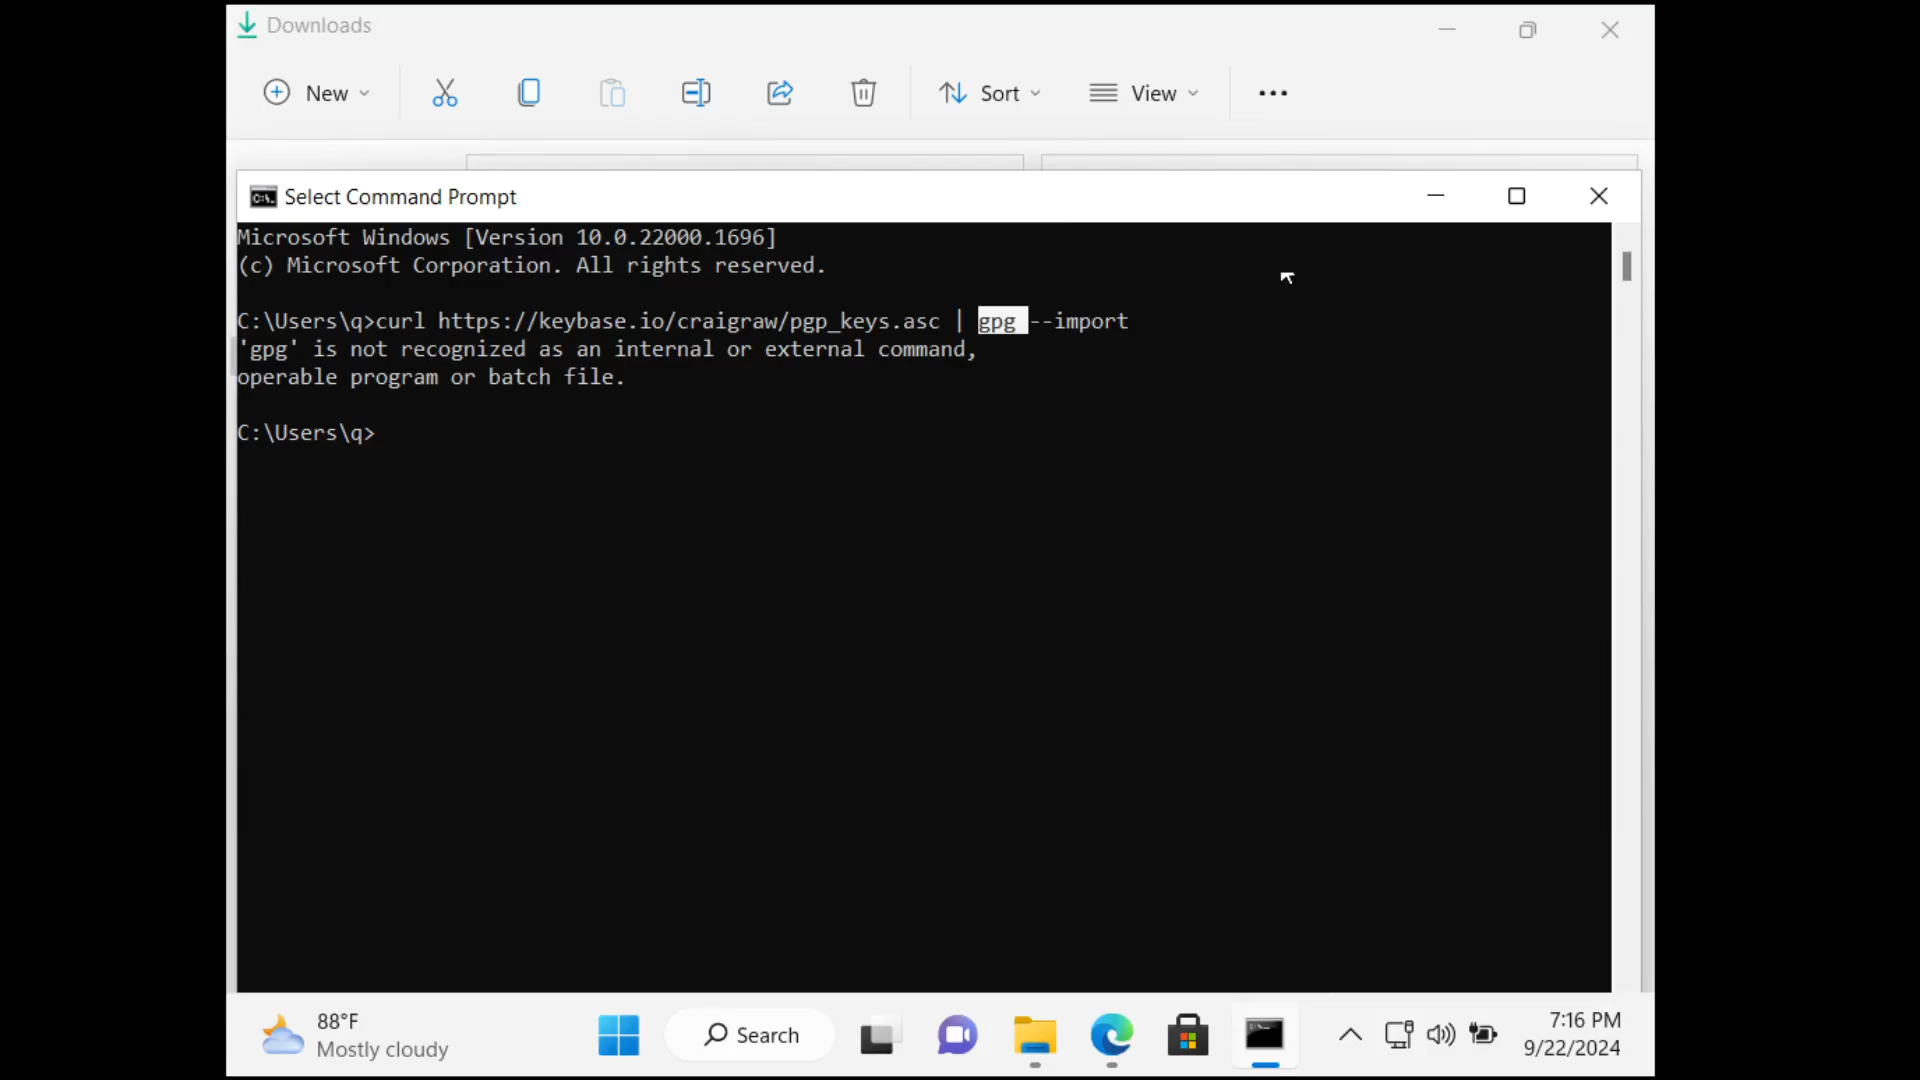 Downloads
New
Sort
View
Select Command Prompt
Microsoft Windows [Version 10.0.22000.1696]
(c) Microsoft Corporation. All rights reserved.
C:\Users\q>curl https://keybase.io/craigraw/pgp_keys.asc | gpg --import
'gpg' is not recognized as an internal or external command,
operable program or batch file.
C:\Users\q>
88°F
Mostly cloudy
Search
7:16 PM
9/22/2024